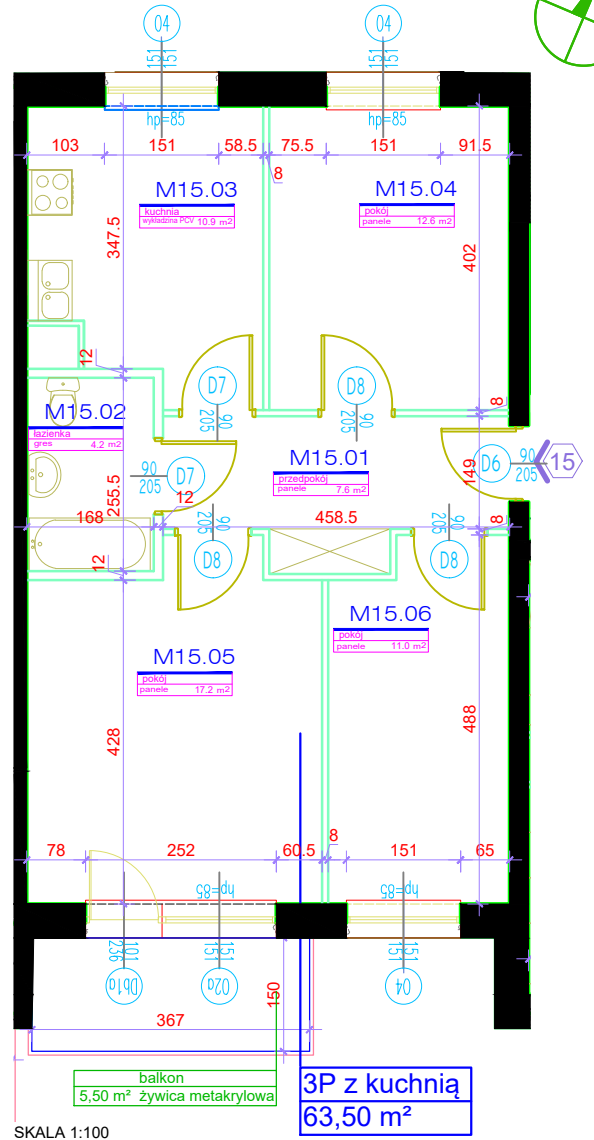 04
04
151
151
151
151
hp=85
hp=85
103
151
58.5
75.5
151
91.5
8
M15.03
kuchnia
wykładzina PCV 10.9 m²
M15.04
pokój
panele 12.6 m²
347.5
402
12
D7
90
205
D8
90
205
8
M15.02
łazienka
gres 4.2 m²
M15.01
przedpokój
panele 7.6 m²
90
205
D7
D6
90
205
15
149
255.5
12
168
458.5
8
90
205
D8
90
205
D8
12
M15.06
pokój
panele 11.0 m²
M15.05
pokój
panele 17.2 m²
428
488
78
252
60.5
8
151
65
hp=85
hp=85
101
236
151
151
151
151
Db1a
02a
04
150
367
balkon
5,50 m² żywica metakrylowa
3P z kuchnią
63,50 m²
SKALA 1:100